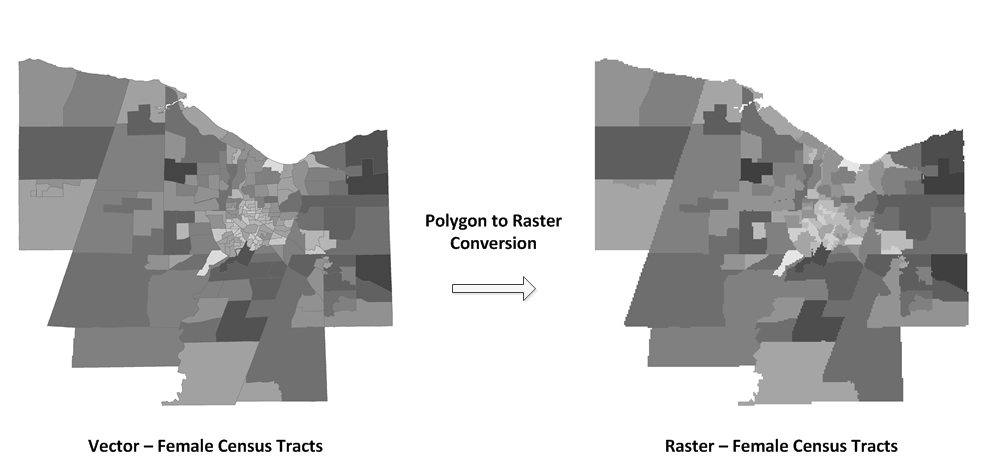 Polygon to Raster
Conversion
Vector – Female Census Tracts
Raster – Female Census Tracts